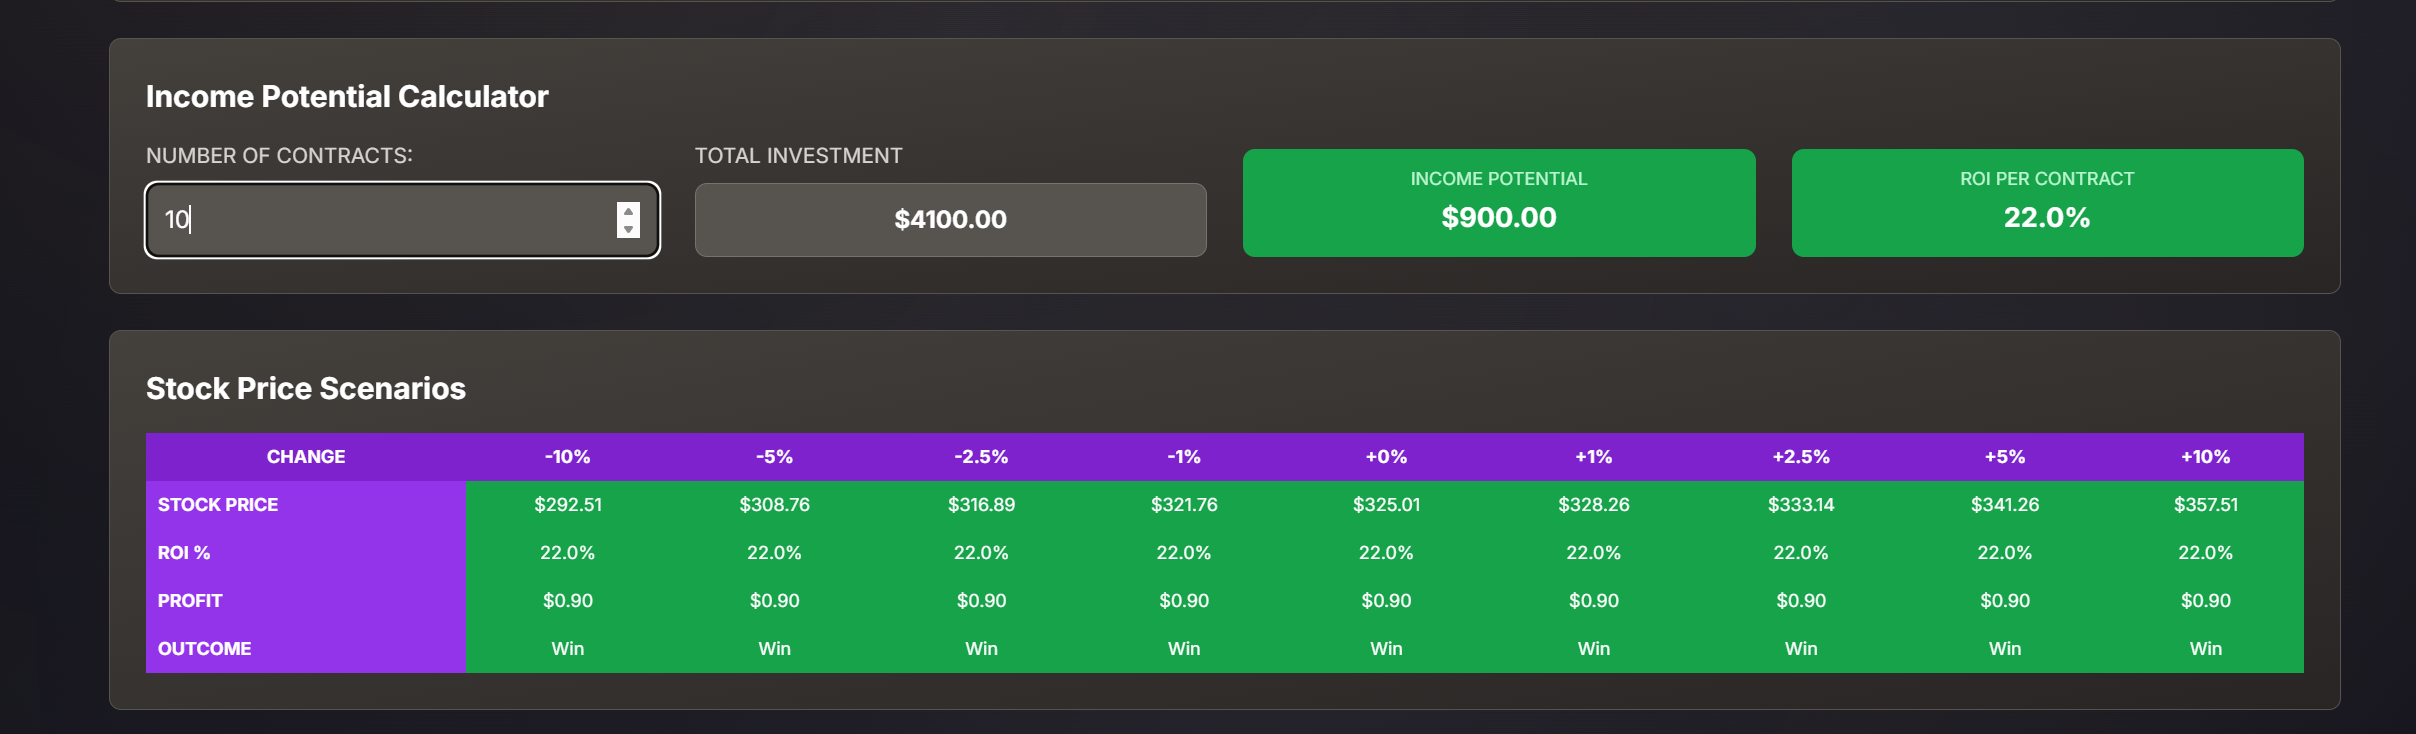 Income Potential Calculator
NUMBER OF CONTRACTS:
10
TOTAL INVESTMENT
$4100.00
INCOME POTENTIAL
$900.00
ROI PER CONTRACT
22.0%
Stock Price Scenarios
CHANGE -10% -5% -2.5% -1% +0% +1% +2.5% +5% +10%
STOCK PRICE $292.51 $308.76 $316.89 $321.76 $325.01 $328.26 $333.14 $341.26 $357.51
ROI % 22.0% 22.0% 22.0% 22.0% 22.0% 22.0% 22.0% 22.0% 22.0%
PROFIT $0.90 $0.90 $0.90 $0.90 $0.90 $0.90 $0.90 $0.90 $0.90
OUTCOME Win Win Win Win Win Win Win Win Win